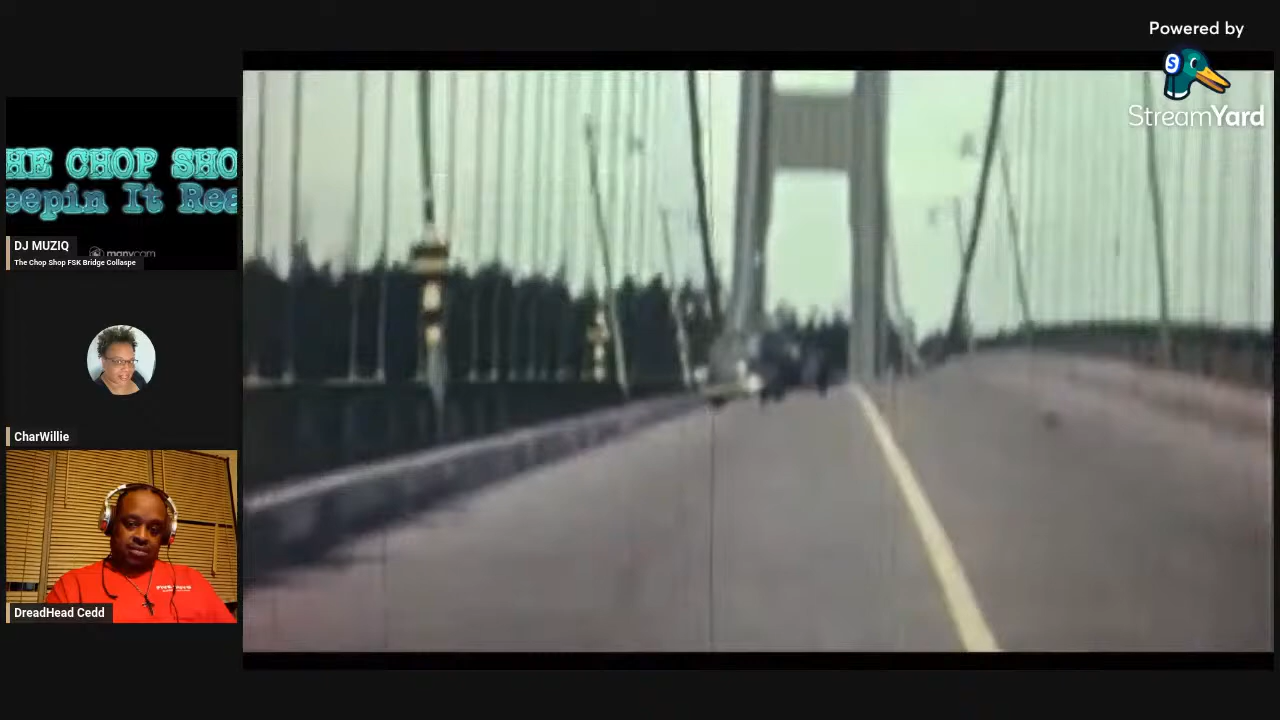 Powered by
StreamYard
HE CHOP SHO
eepin It Rea
manycam
DJ MUZIQ
The Chop Shop FSK Bridge Collaspe
CharWillie
DreadHead Cedd